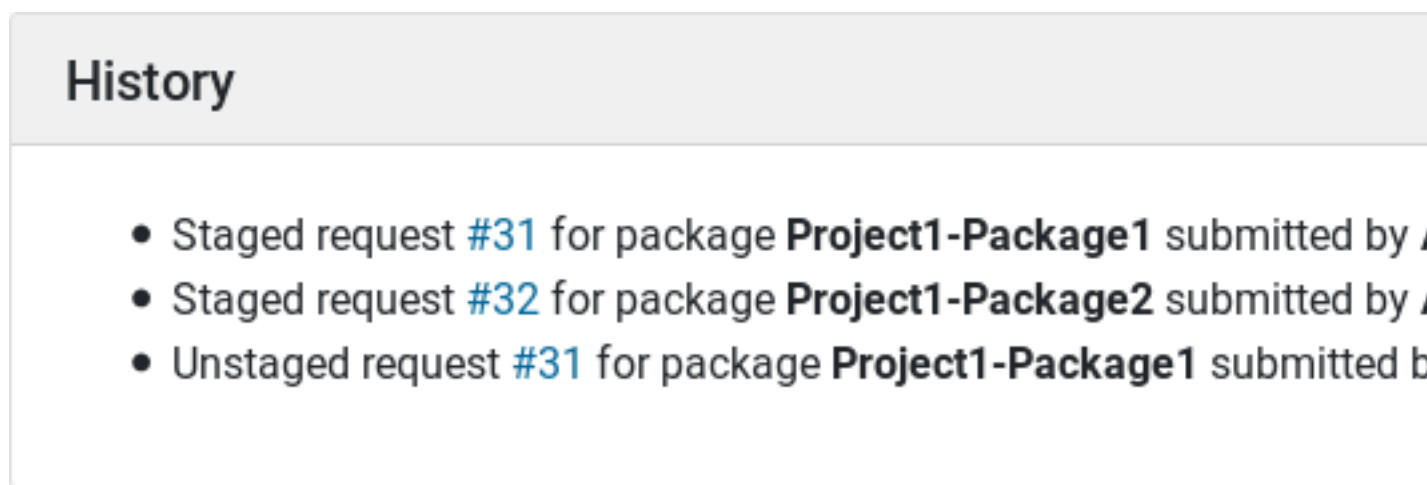 History
Staged request #31 for package Project1-Package1 submitted by
Staged request #32 for package Project1-Package2 submitted by
Unstaged request #31 for package Project1-Package1 submitted